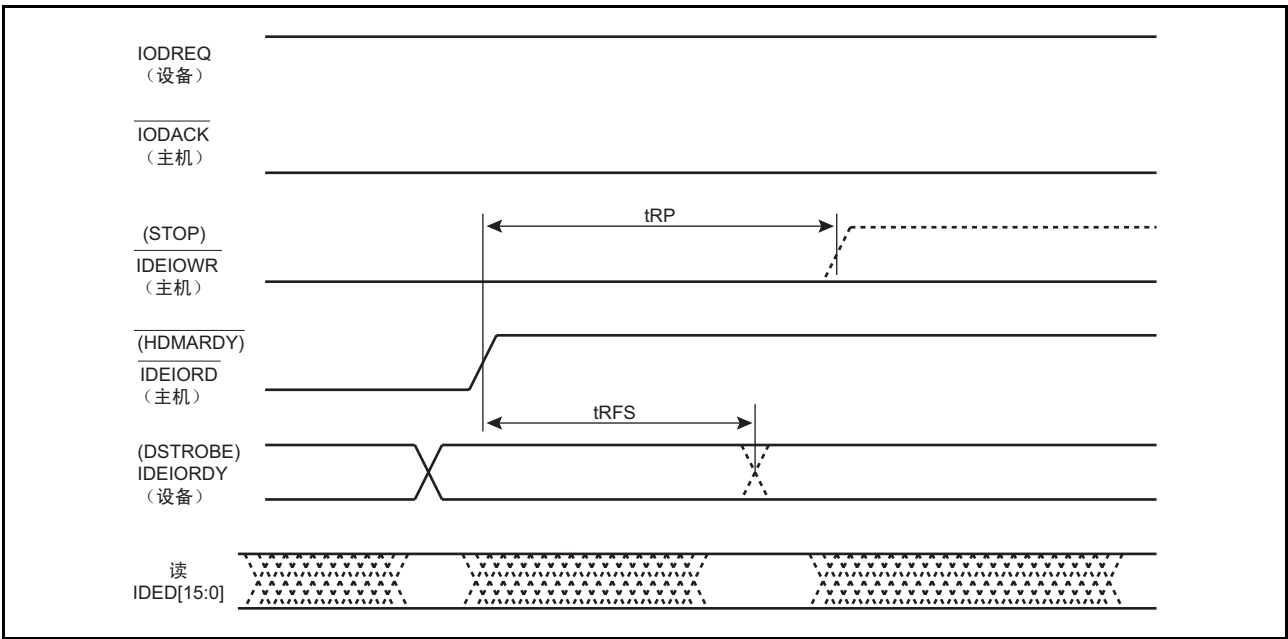 IODREQ
（设备）
IODACK
（主机）
tRP
(STOP)
IDEIOWR
（主机）
(HDMARDY)
IDEIORD
（主机）
tRFS
(DSTROBE)
IDEIORDY
（设备）
读
IDED[15:0]